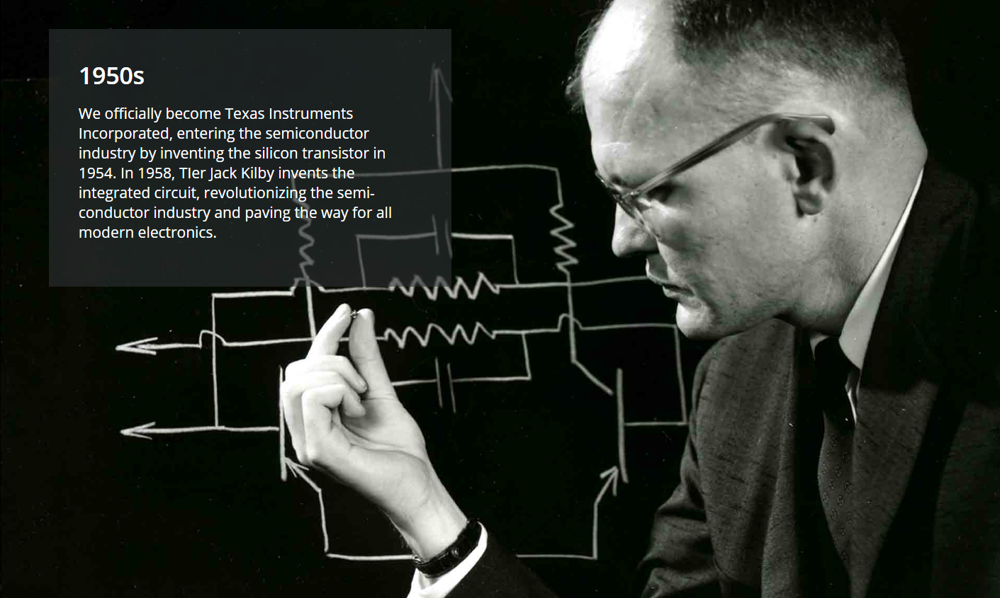 1950s
We officially become Texas Instruments
Incorporated, entering the semiconductor
industry by inventing the silicon transistor in
1954. In 1958, TIer Jack Kilby invents the
integrated circuit, revolutionizing the semi-
conductor industry and paving the way for all
modern electronics.